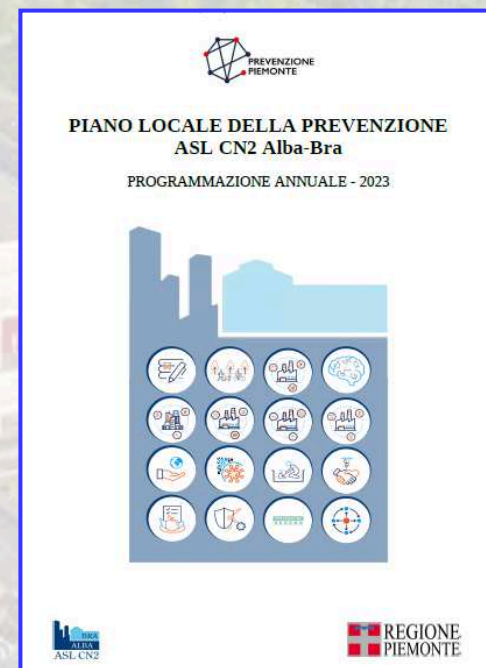 PREVENZIONE
PIEMONTE
PIANO LOCALE DELLA PREVENZIONE
ASL CN2 Alba-Bra
PROGRAMMAZIONE ANNUALE - 2023
BRA
ALBA
ASL CN2
REGIONE
PIEMONTE